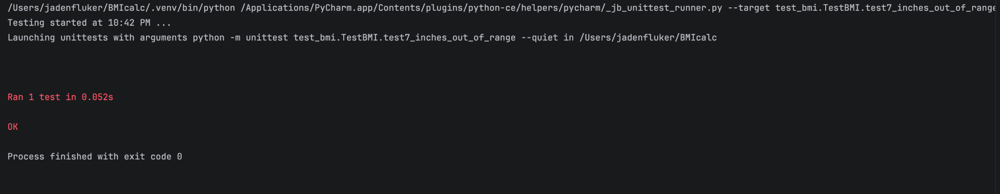 /Users/jadenfluker/BMIcalc/.venv/bin/python /Applications/PyCharm.app/Contents/plugins/python-ce/helpers/pycharm/_jb_unittest_runner.py --target test_bmi.TestBMI.test7_inches_out_of_range
Testing started at 10:42 PM ...
Launching unittests with arguments python -m unittest test_bmi.TestBMI.test7_inches_out_of_range --quiet in /Users/jadenfluker/BMIcalc
Ran 1 test in 0.052s
OK
Process finished with exit code 0